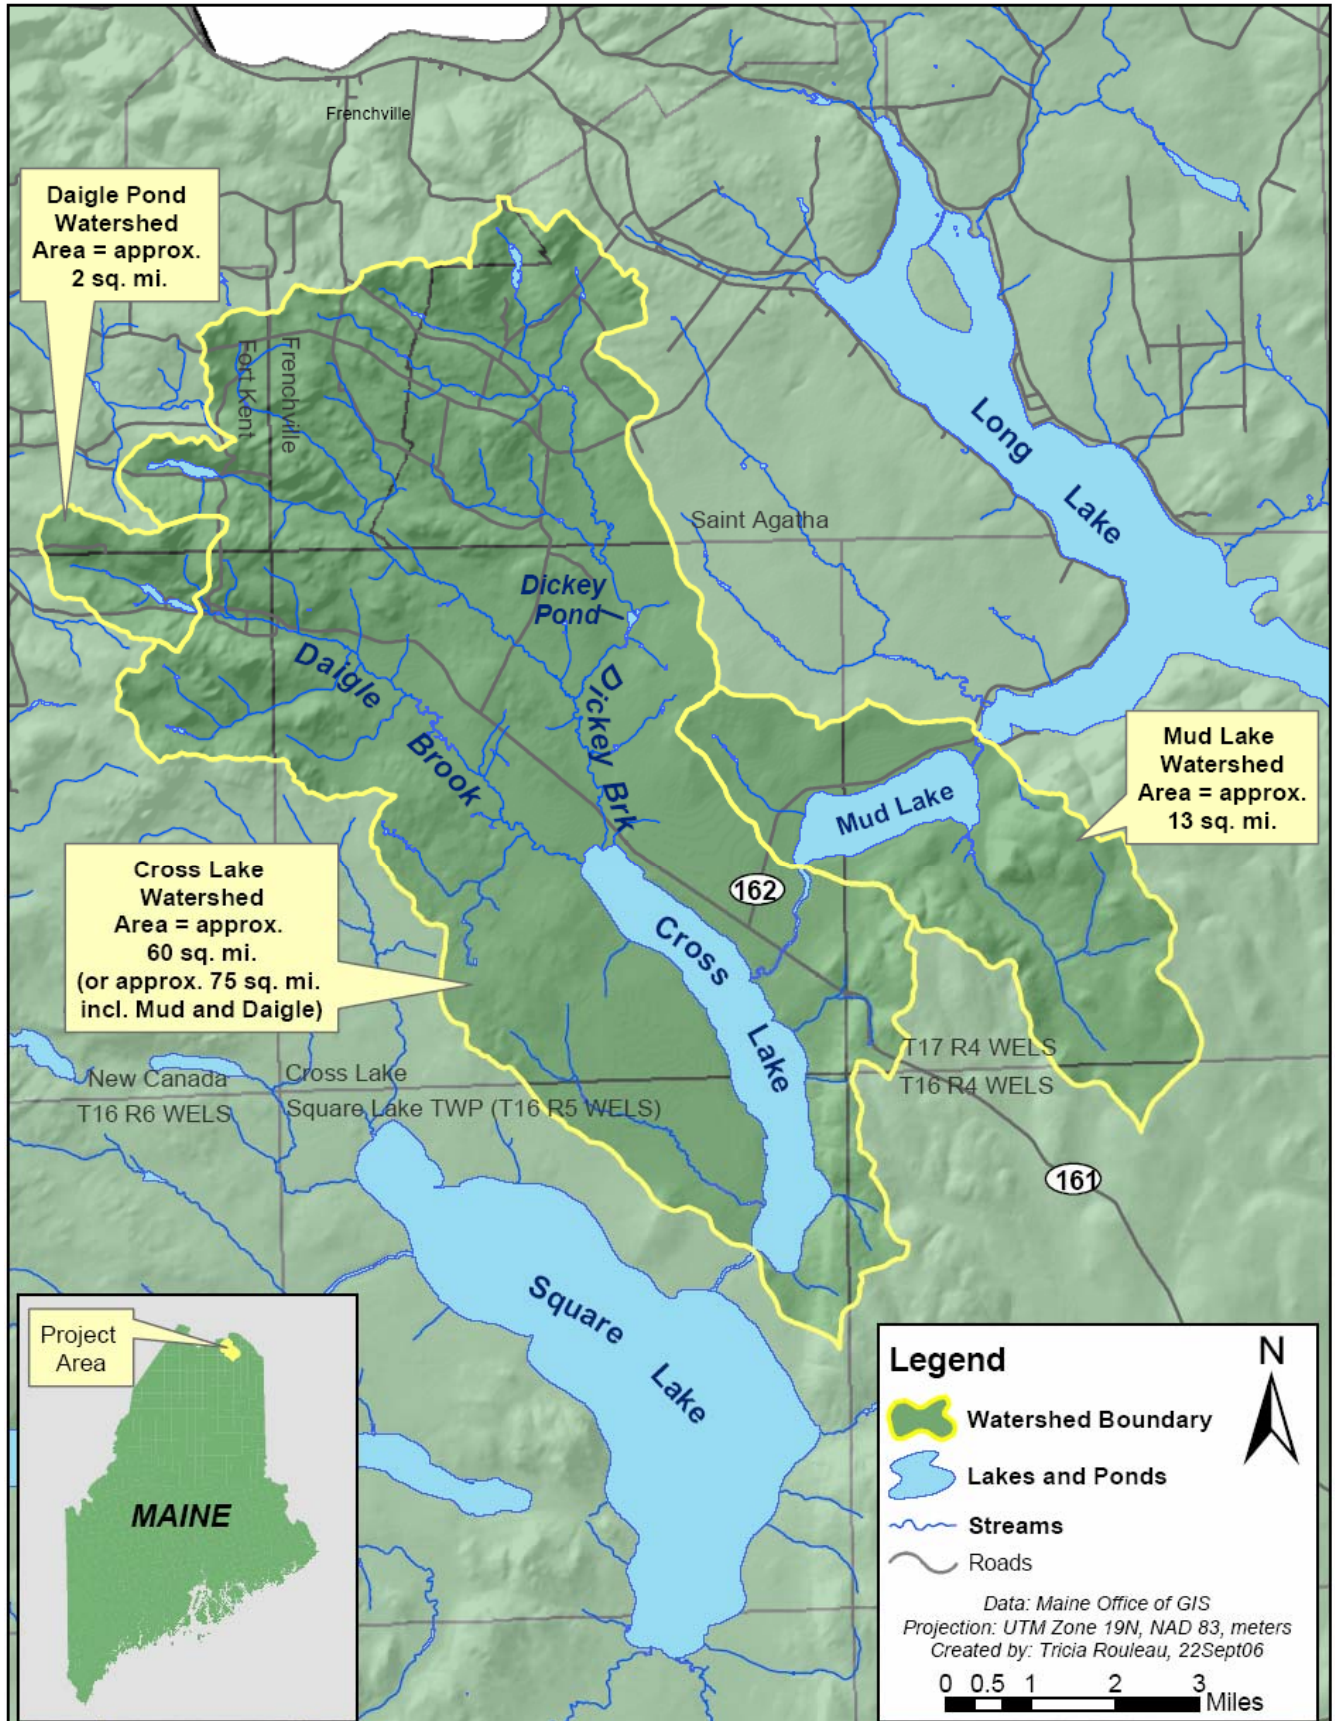 Frenchville
Daigle Pond
Watershed
Area = approx.
2 sq. mi.
Fort Kent
Frenchville
Long
Lake
Saint Agatha
Dickey
Pond
Daigle
Brook
Dickey Brk
Mud Lake
Mud Lake
Watershed
Area = approx.
13 sq. mi.
Cross Lake
Watershed
Area = approx.
60 sq. mi.
(or approx. 75 sq. mi.
incl. Mud and Daigle)
162
Cross
Lake
T17 R4 WELS
T16 R4 WELS
New Canada
T16 R6 WELS
Cross Lake
Square Lake TWP (T16 R5 WELS)
161
Square
Lake
Project
Area
MAINE
Legend
N
Watershed Boundary
Lakes and Ponds
Streams
Roads
Data: Maine Office of GIS
Projection: UTM Zone 19N, NAD 83, meters
Created by: Tricia Rouleau, 22Sept06
0 0.5 1 2 3
Miles